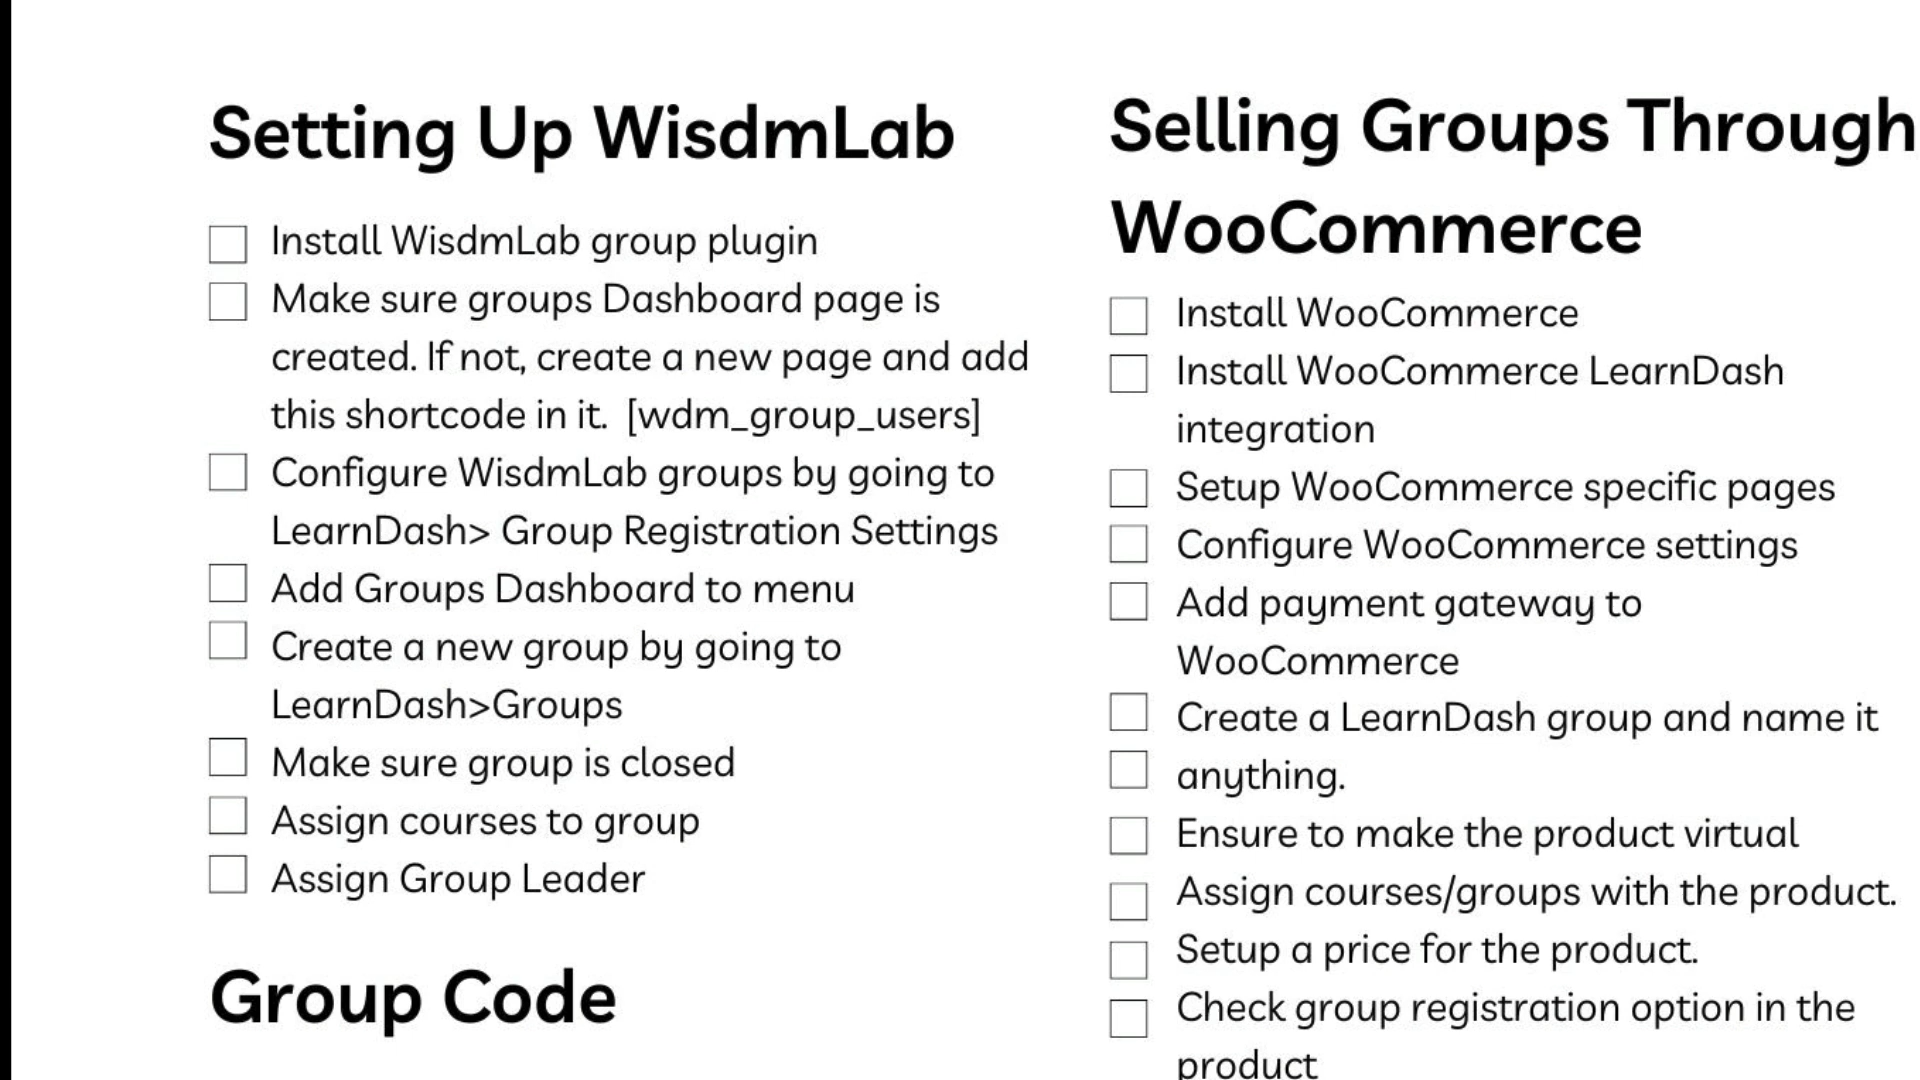 Setting Up WisdmLab
Install WisdmLab group plugin
Make sure groups Dashboard page is
created. If not, create a new page and add
this shortcode in it.  [wdm_group_users]
Configure WisdmLab groups by going to
LearnDash> Group Registration Settings
Add Groups Dashboard to menu
Create a new group by going to
LearnDash>Groups
Make sure group is closed
Assign courses to group
Assign Group Leader
Group Code
Selling Groups Through
WooCommerce
Install WooCommerce
Install WooCommerce LearnDash
integration
Setup WooCommerce specific pages
Configure WooCommerce settings
Add payment gateway to
WooCommerce
Create a LearnDash group and name it
anything.
Ensure to make the product virtual
Assign courses/groups with the product.
Setup a price for the product.
Check group registration option in the
product